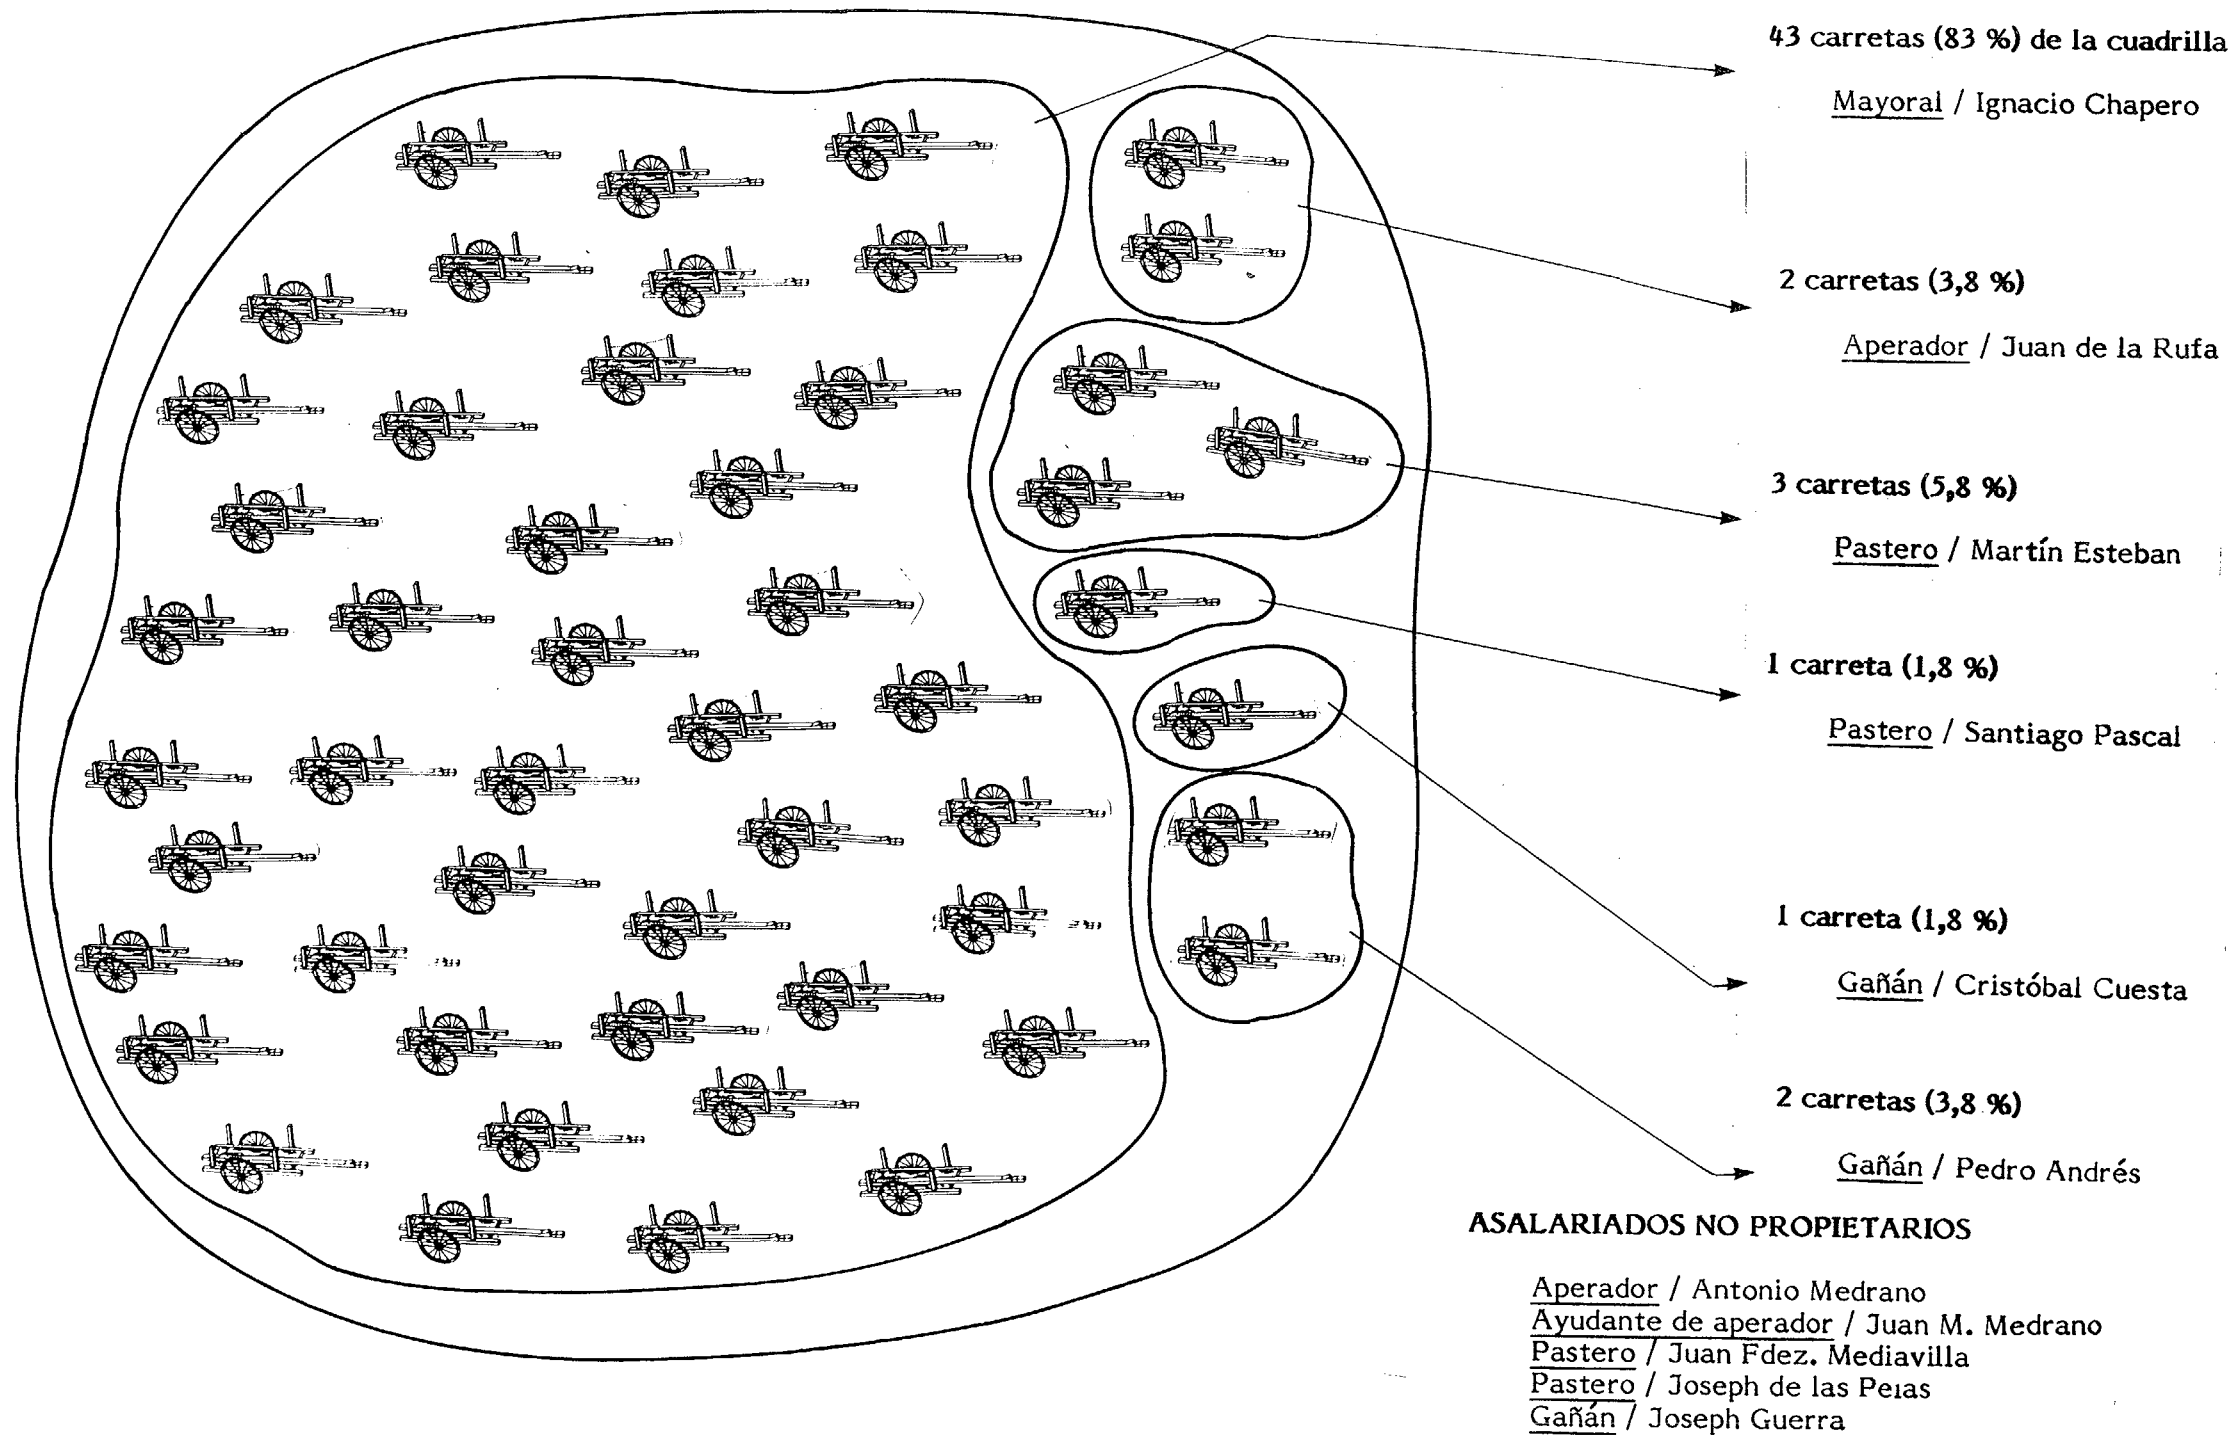 43 carretas (83 %) de la cuadrilla
Mayoral / Ignacio Chapero
2 carretas (3,8 %)
Aperador / Juan de la Rufa
3 carretas (5,8 %)
Pastero / Martín Esteban
1 carreta (1,8 %)
Pastero / Santiago Pascal
1 carreta (1,8 %)
Gañán / Cristóbal Cuesta
2 carretas (3,8 %)
Gañán / Pedro Andrés
ASALARIADOS NO PROPIETARIOS
Aperador / Antonio Medrano
Ayudante de aperador / Juan M. Medrano
Pastero / Juan Fdez. Mediavilla
Pastero / Joseph de las
Gañán / Joseph Guerra